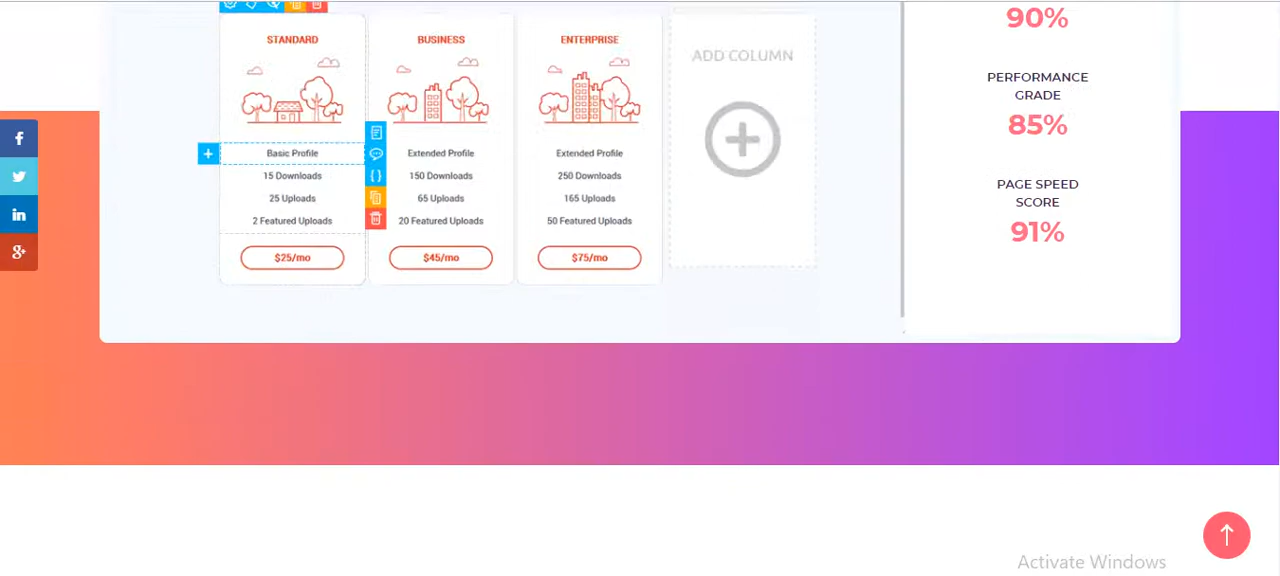 90%
STANDARD
BUSINESS
ENTERPRISE
ADD COLUMN
PERFORMANCE
GRADE
85%
Basic Profile
Extended Profile
Extended Profile
15 Downloads
150 Downloads
250 Downloads
25 Uploads
65 Uploads
165 Uploads
2 Featured Uploads
20 Featured Uploads
50 Featured Uploads
PAGE SPEED
SCORE
91%
$25/mo
$45/mo
$75/mo
Activate Windows